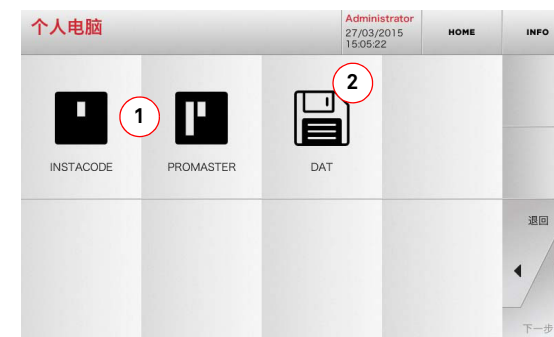 个人电脑
Administrator
27/03/2015
15:05:22
HOME
INFO
1
2
INSTACODE
PROMASTER
DAT
退回
下一步